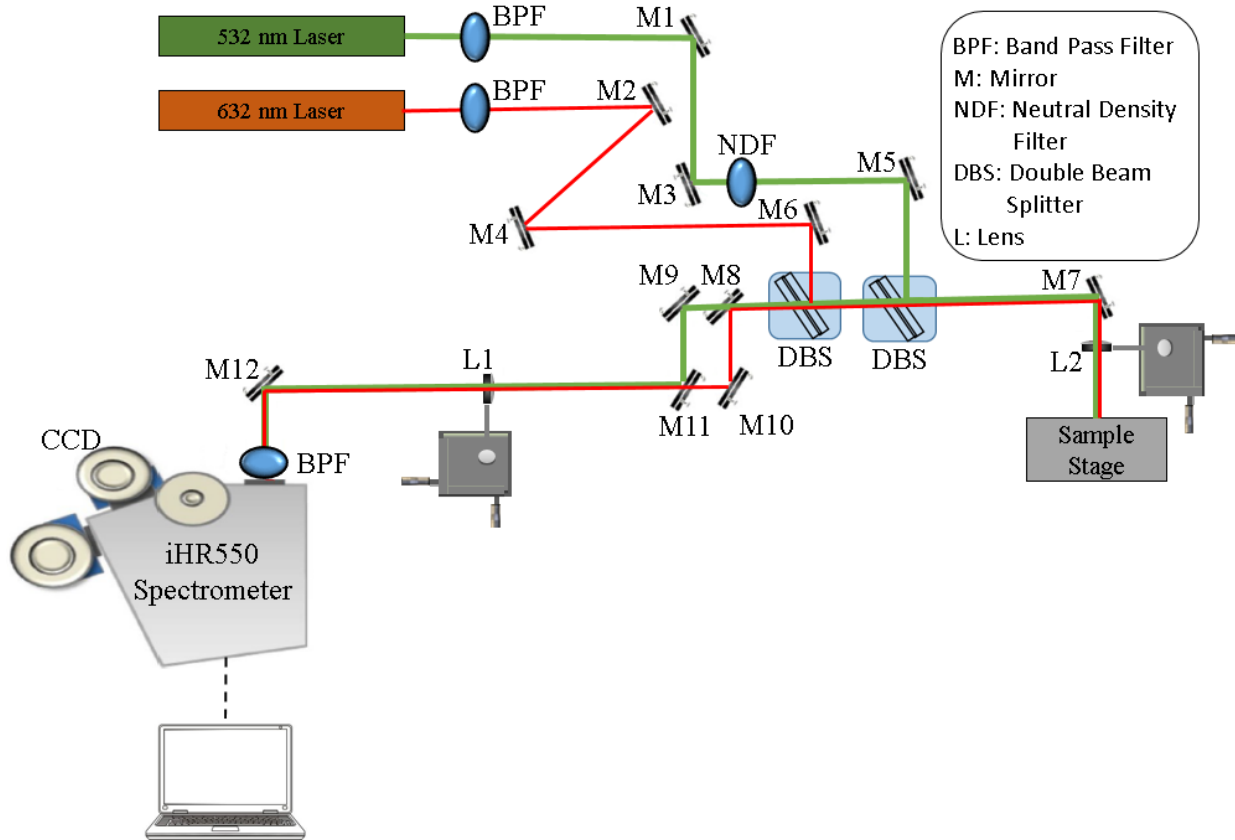 532 nm Laser
BPF
M1
632 nm Laser
BPF
M2
NDF
M3
M5
M4
M6
M9
M8
DBS
DBS
M7
L2
M12
L1
M11
M10
Sample
Stage
CCD
BPF
iHR550
Spectrometer
BPF: Band Pass Filter
M: Mirror
NDF: Neutral Density
Filter
DBS: Double Beam
Splitter
L: Lens